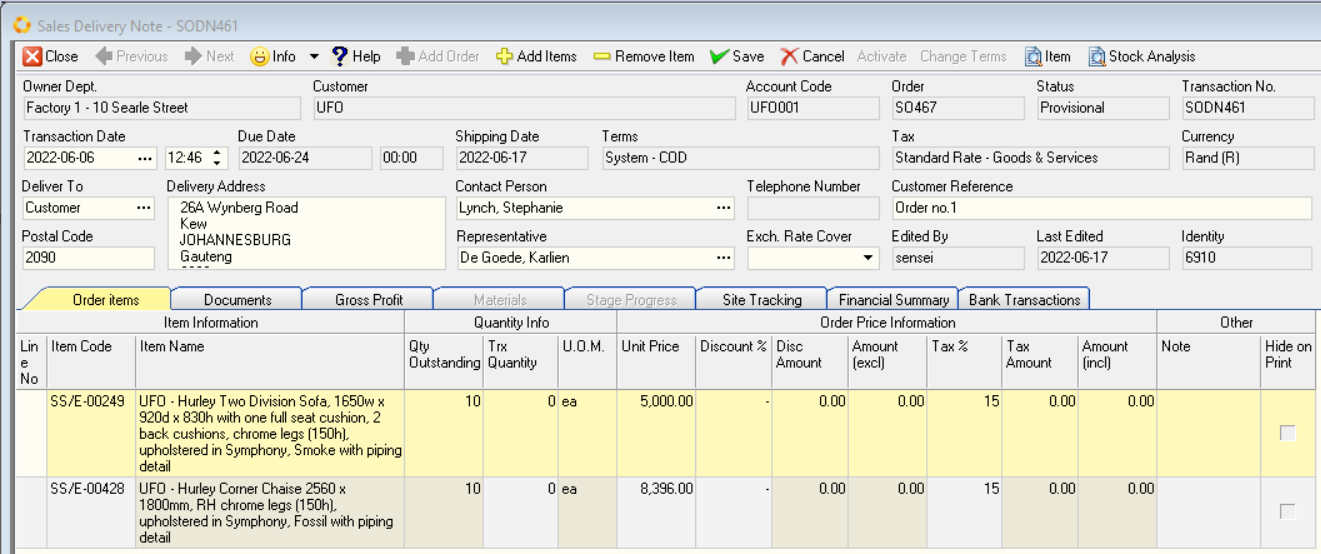 Sales Delivery Note - SODN461
Close Previous Next Info Help Add Order Add Items Remove Item Save Cancel Activate Change Terms Item Stock Analysis
Owner Dept. Customer Account Code Order Status Transaction No.
Factory 1 - 10 Searle Street UFO UFO001 SO467 Provisional SODN461
Transaction Date Due Date Shipping Date Terms Tax Currency
2022-06-06 ... 12:46 2022-06-24 00:00 2022-06-17 System - COD Standard Rate - Goods & Services Rand (R)
Deliver To Delivery Address Contact Person Telephone Number Customer Reference
Customer ... 26A Wynberg Road Lynch, Stephanie ... Order no.1
Kew
Postal Code JOHANNESBURG Representative Exch. Rate Cover Edited By Last Edited Identity
2090 Gauteng De Goede, Karlien ... sensei 2022-06-17 6910
Order items Documents Gross Profit Materials Stage Progress Site Tracking Financial Summary Bank Transactions
Item Information Quantity Info Order Price Information Other
Lin Item Code Item Name Qty Trx U.O.M. Unit Price Discount % Disc Amount Tax % Tax Amount Note Hide on
e Outstanding Quantity Amount (excl) Amount (incl) Print
No
SS/E-00249 UFO - Hurley Two Division Sofa, 1650w x 10 0 ea 5,000.00 - 0.00 0.00 15 0.00 0.00
920d x 830h with one full seat cushion, 2
back cushions, chrome legs (150h),
upholstered in Symphony, Smoke with piping
detail
SS/E-00428 UFO - Hurley Corner Chaise 2560 x 10 0 ea 8,396.00 - 0.00 0.00 15 0.00 0.00
1800mm, RH chrome legs (150h),
upholstered in Symphony, Fossil with piping
detail